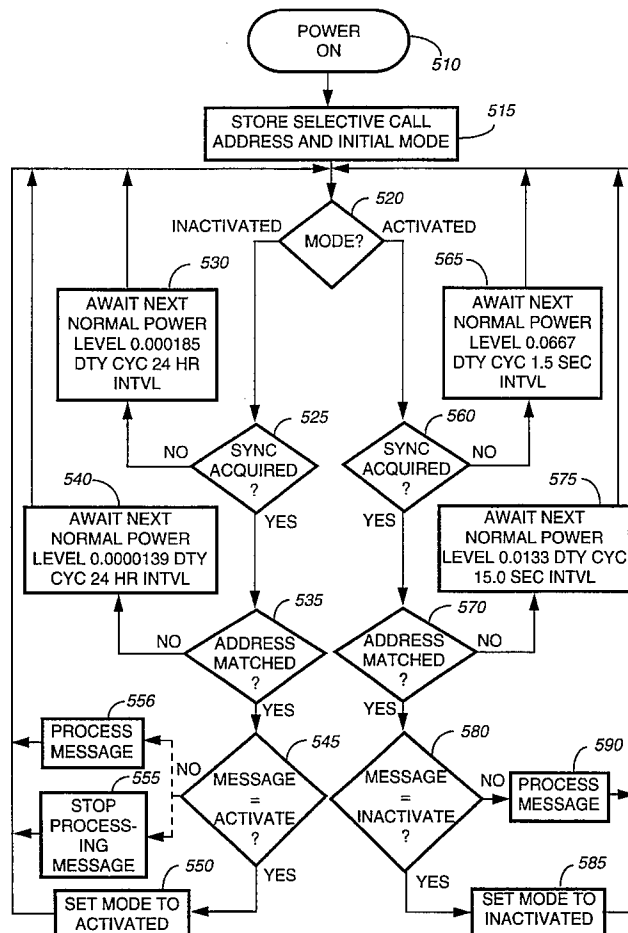 POWER
ON
510
515
STORE SELECTIVE CALL
ADDRESS AND INITIAL MODE
520
INACTIVATED
MODE?
ACTIVATED
530
AWAIT NEXT
NORMAL POWER
LEVEL 0.000185
DTY CYC 24 HR
INTVL
565
AWAIT NEXT
NORMAL POWER
LEVEL 0.0667
DTY CYC 1.5 SEC
INTVL
525
NO
SYNC
ACQUIRED
?
YES
560
SYNC
ACQUIRED
?
NO
YES
540
AWAIT NEXT
NORMAL POWER
LEVEL 0.0000139 DTY
CYC 24 HR INTVL
575
AWAIT NEXT
NORMAL POWER
LEVEL 0.0133 DTY CYC
15.0 SEC INTVL
535
NO
ADDRESS
MATCHED
?
YES
570
ADDRESS
MATCHED
?
NO
YES
556
PROCESS
MESSAGE
555
STOP
PROCESS-
ING
MESSAGE
545
NO
MESSAGE
=
ACTIVATE
?
YES
580
MESSAGE
=
INACTIVATE
?
NO
YES
590
PROCESS
MESSAGE
550
SET MODE TO
ACTIVATED
585
SET MODE TO
INACTIVATED